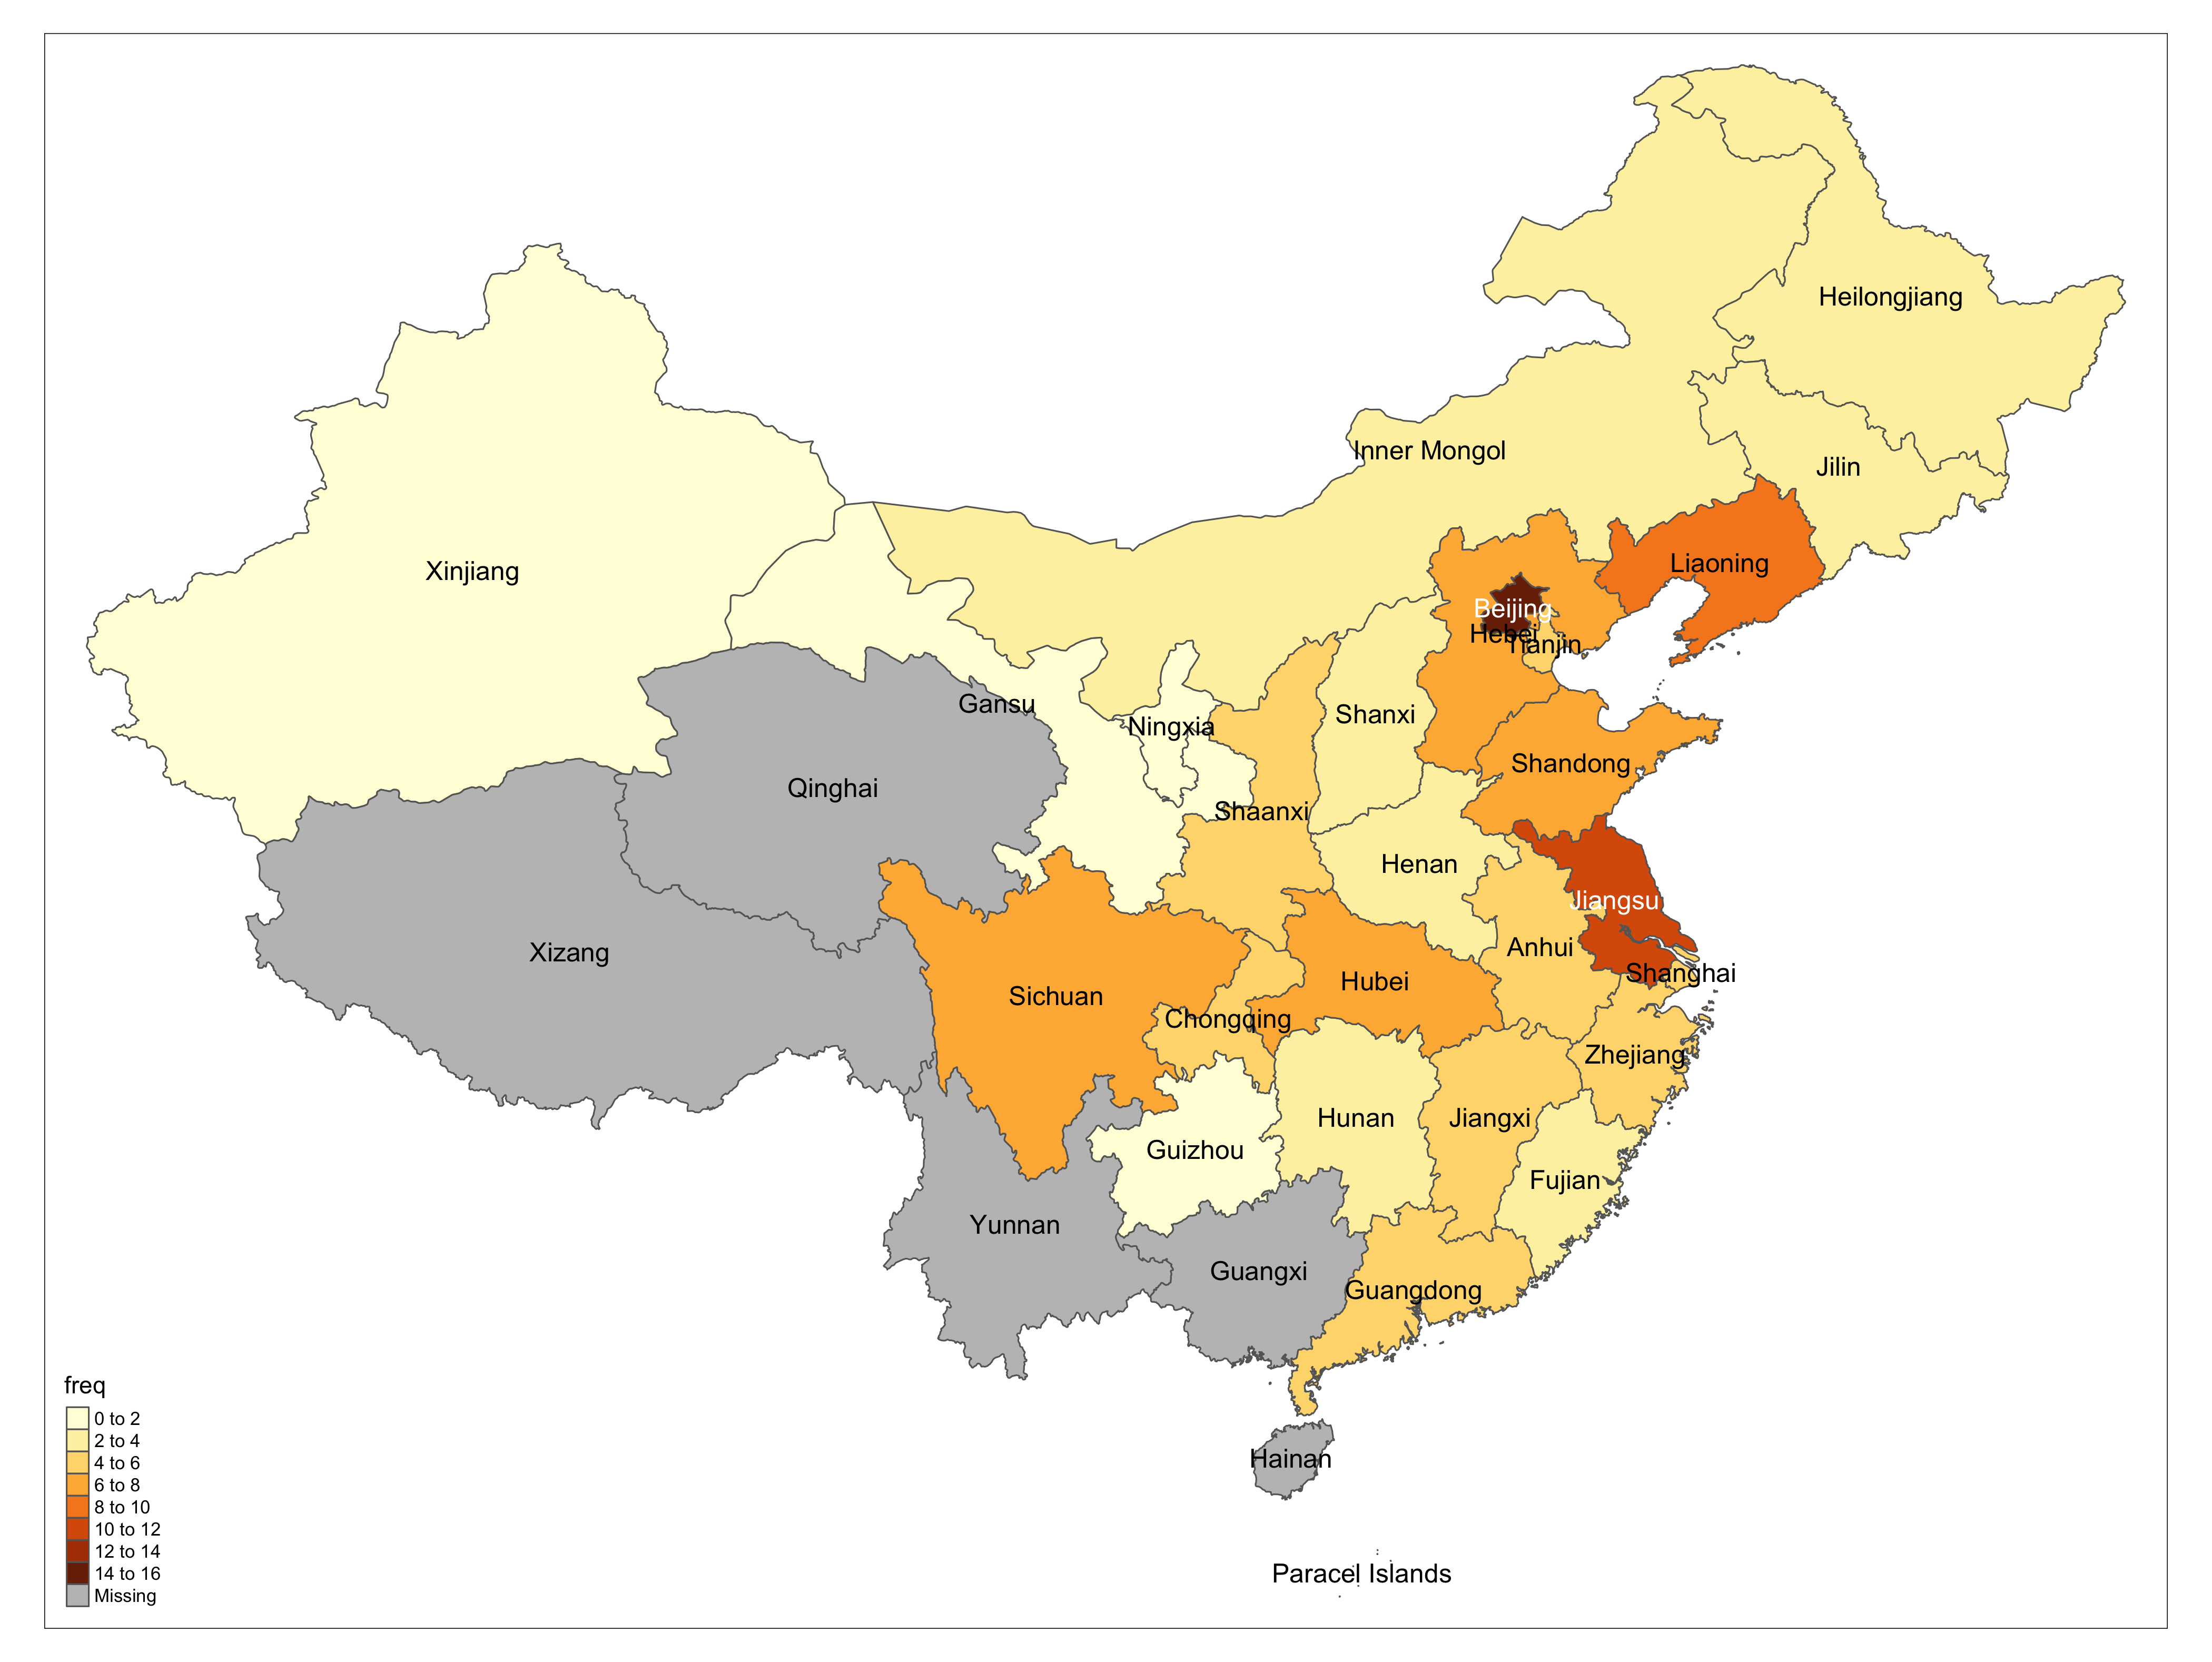 Heilongjiang
Inner Mongol
Jilin
Liaoning
Xinjiang
Beijing
Hebei
Tianjin
Gansu
Shanxi
Ningxia
Shandong
Qinghai
Shaanxi
Henan
Jiangsu
Xizang
Anhui
Shanghai
Hubei
Sichuan
Chongqing
Zhejiang
Hunan
Jiangxi
Guizhou
Fujian
Yunnan
Guangxi
Guangdong
Hainan
Paracel Islands
freq
0 to 2
2 to 4
4 to 6
6 to 8
8 to 10
10 to 12
12 to 14
14 to 16
Missing